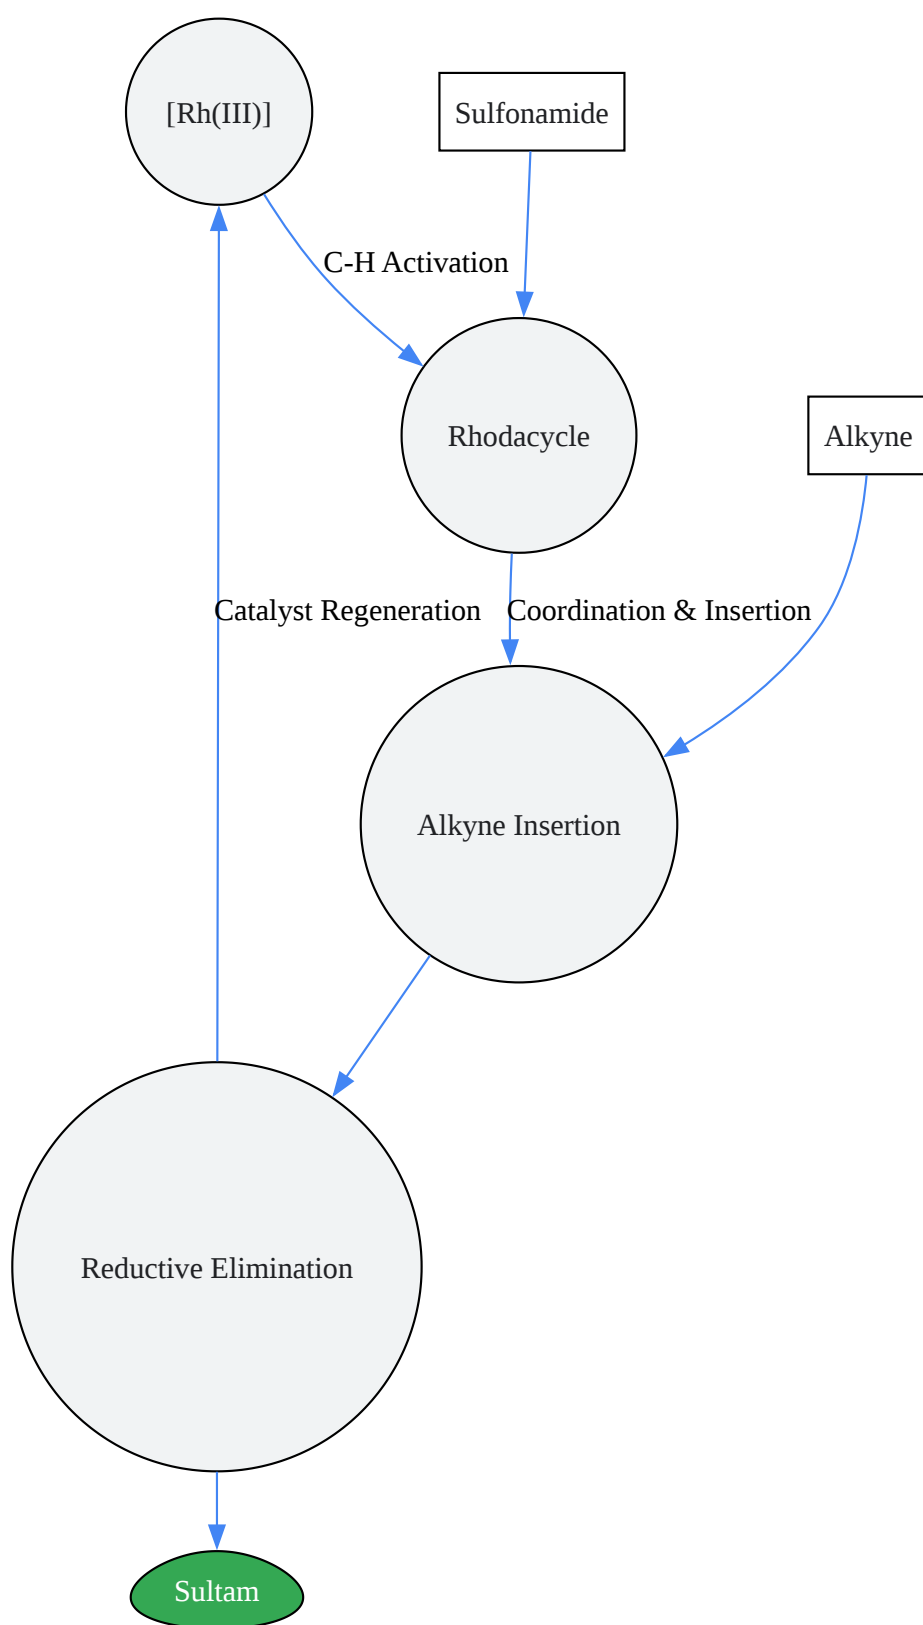 [Rh(III)]
Sulfonamide
C-H Activation
Rhodacycle
Alkyne
Catalyst Regeneration
Coordination & Insertion
Alkyne Insertion
Reductive Elimination
Sultam